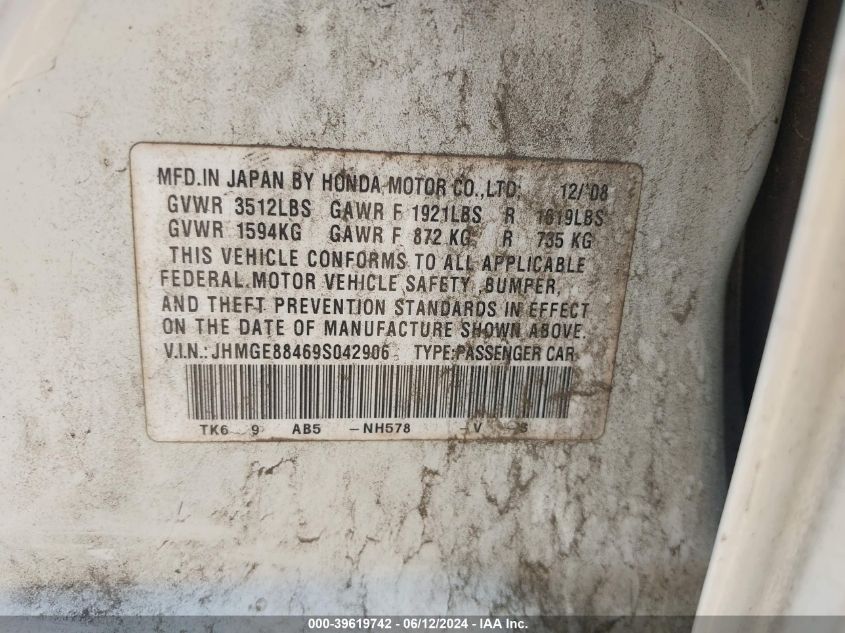 MFD.IN JAPAN BY HONDA MOTOR CO.,LTD. 12/'08
GVWR 3512LBS GAWR F 1921LBS R 1619LBS
GVWR 1594KG GAWR F 872 KG R 735 KG
THIS VEHICLE CONFORMS TO ALL APPLICABLE
FEDERAL MOTOR VEHICLE SAFETY, BUMPER,
AND THEFT PREVENTION STANDARDS IN EFFECT
ON THE DATE OF MANUFACTURE SHOWN ABOVE.
V.I.N.: JHMGE88469S042906 TYPE:PASSENGER CAR
TK6 9 AB5 -NH578 -V S
000-39619742 - 06/12/2024 - IAA Inc.